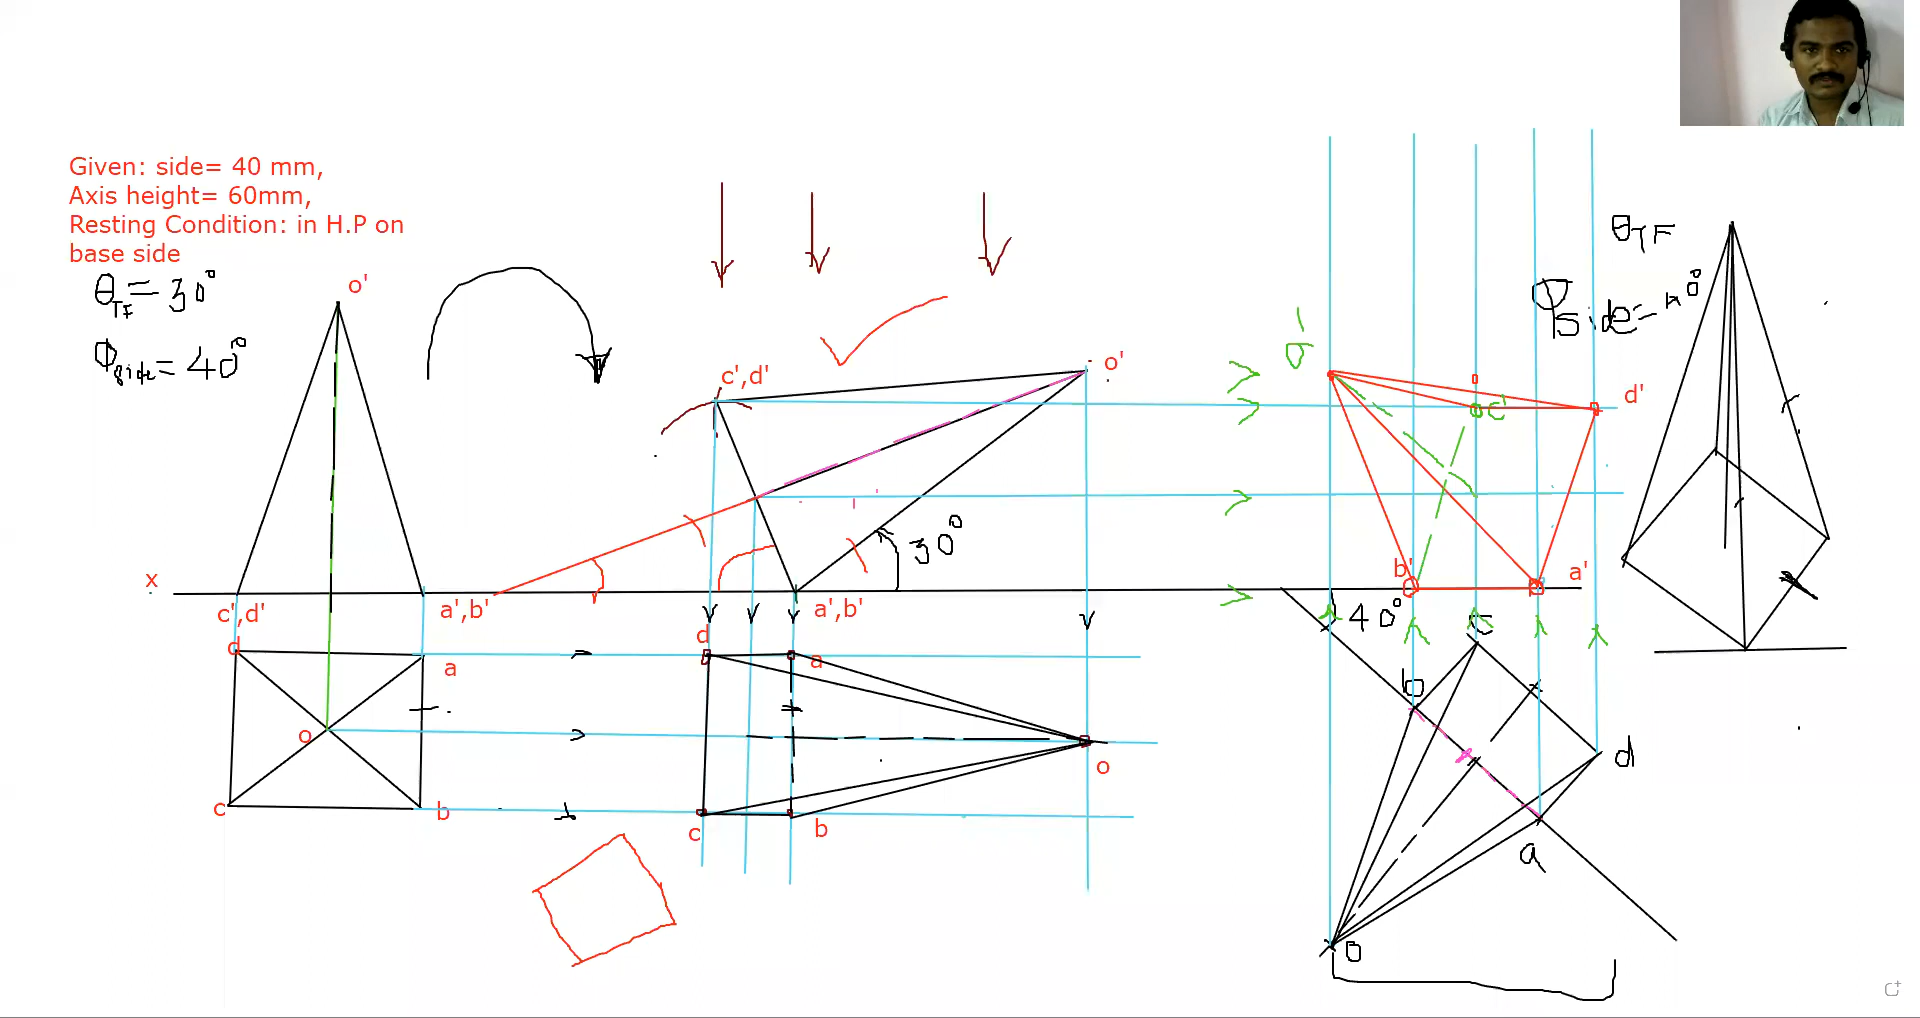 Given: side= 40 mm,
Axis height= 60mm,
Resting Condition: in H.P on
base side
θTF= 30°
Φside= 40°
o'
x
c',d'
a',b'
d
a
o
c
b
c',d'
o'
30°
a',b'
d
a
o
c
b
o'
c'
d'
b'
a'
40°
c
b
d
a
o
θTF
Φside=